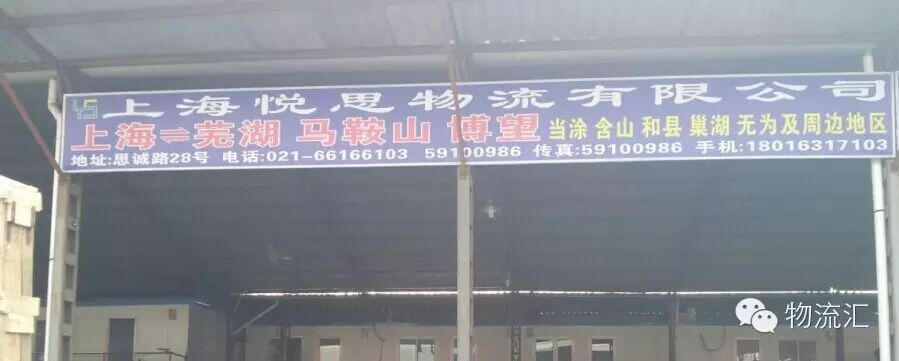 YS 上海悦思物流有限公司
上海⇌芜湖 马鞍山 博望 当涂 含山 和县 巢湖 无为及周边地区
地址:思诚路28号 电话:021-66166103 59100986 传真:59100986 手机:18016317103
物流汇